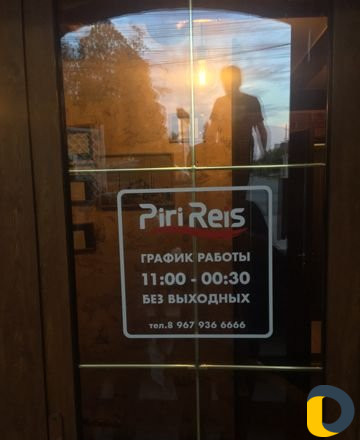 Piri Reis
ГРАФИК РАБОТЫ
11:00 - 00:30
БЕЗ ВЫХОДНЫХ
тел.8 967 936 6666